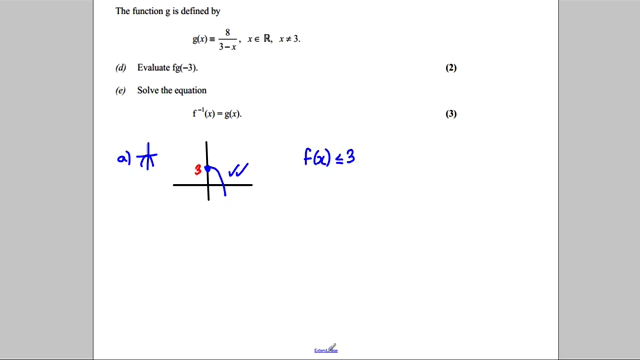 The function g is defined by
g(x) ≡ 8/(3 − x), x ∈ ℝ, x ≠ 3.
(d) Evaluate fg(−3). (2)
(e) Solve the equation
f⁻¹(x) = g(x). (3)
a)
3
f(x) ≤ 3